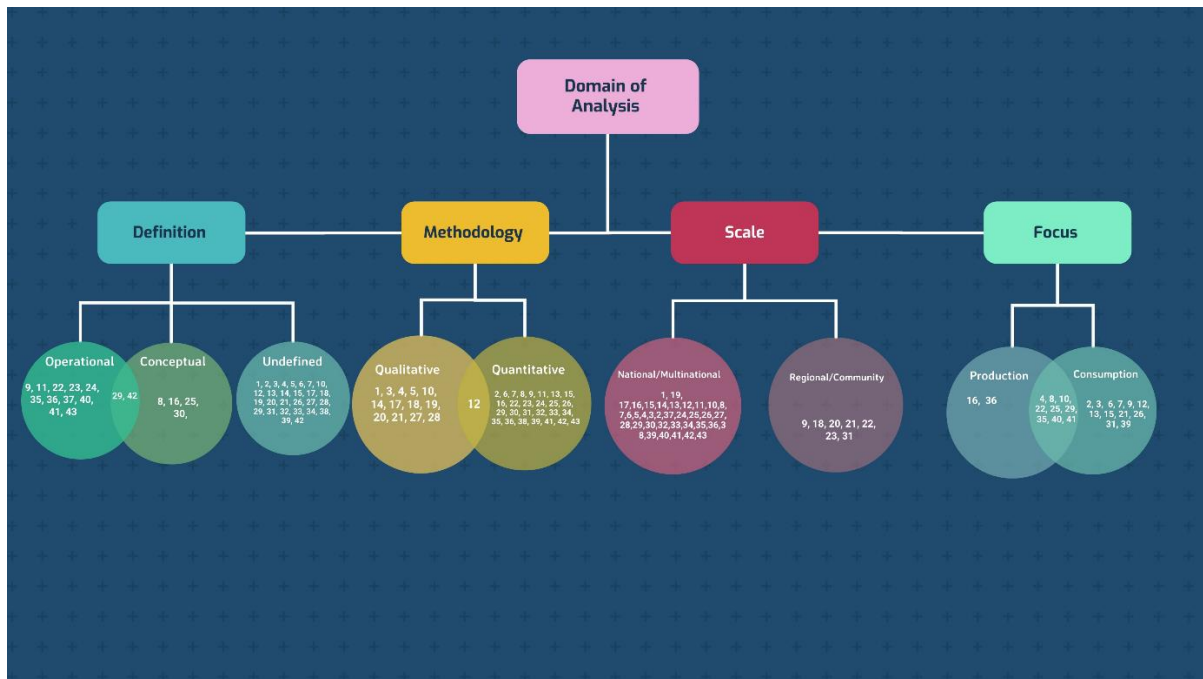 Domain of
Analysis
Definition
Methodology
Scale
Focus
Operational
9, 11, 22, 23, 24,
35, 36, 37, 40,
41, 43
29, 42
Conceptual
8, 16, 25,
30,
Undefined
1, 2, 3, 4, 5, 6, 7, 10,
12, 13, 14, 15, 17, 18,
19, 20, 21, 26, 27, 28,
29, 31, 32, 33, 34, 38,
39, 42
Qualitative
1, 3, 4, 5, 10,
14, 17, 18, 19,
20, 21, 27, 28
12
Quantitative
2, 6, 7, 8, 9, 11, 13, 15,
16, 22, 23, 24, 25, 26,
29, 30, 31, 32, 33, 34,
35, 36, 38, 39, 41, 42, 43
National/Multinational
1, 19,
17,16,15,14,13,12,11,10,8,
7,6,5,4,3,2,37,24,25,26,27,
28,29,30,32,33,34,35,36,3
8,39,40,41,42,43
Regional/Community
9, 18, 20, 21, 22,
23, 31
Production
16, 36
4, 8, 10,
22, 25, 29,
35, 40, 41
Consumption
2, 3, 6, 7, 9, 12,
13, 15, 21, 26,
31, 39